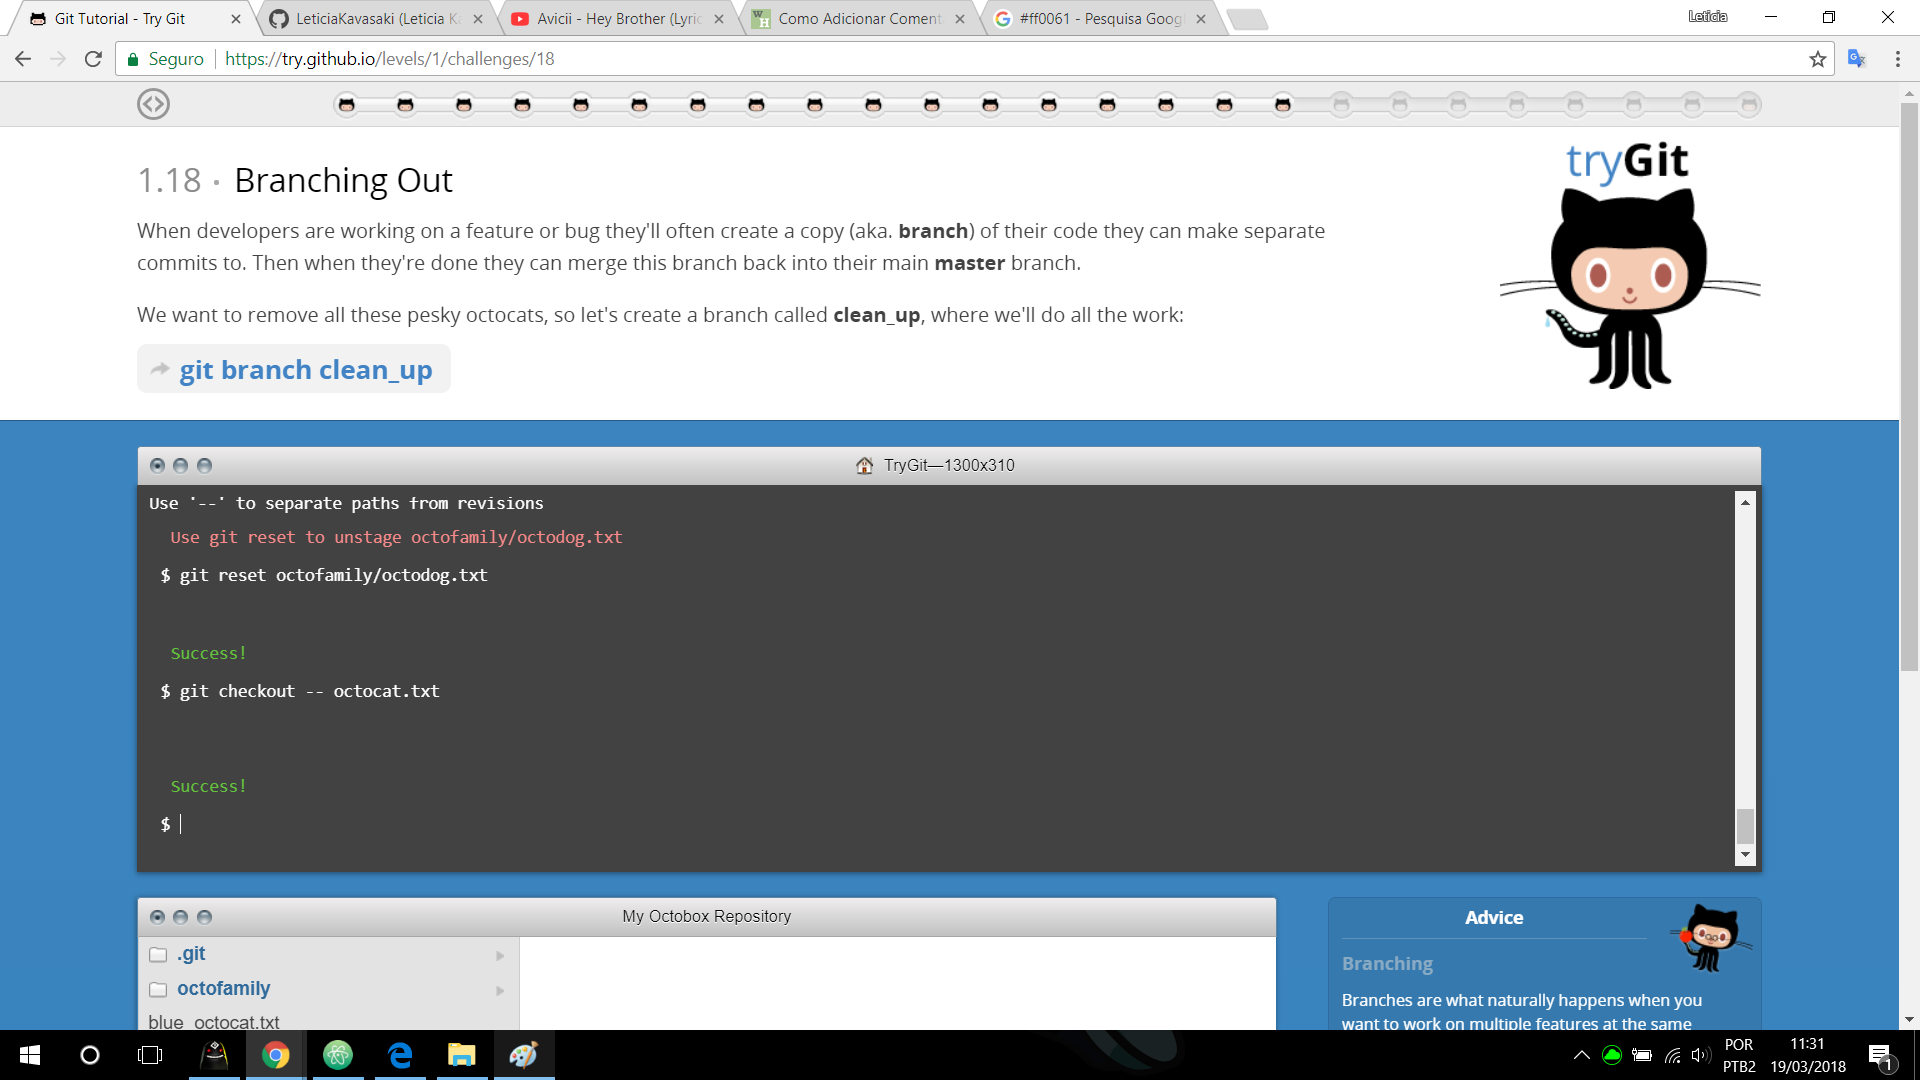 Git Tutorial - Try Git
LeticiaKavasaki (Leticia K
Avicii - Hey Brother (Lyric
Como Adicionar Coment
#ff0061 - Pesquisa Goog
Leticia
Seguro
https://try.github.io/levels/1/challenges/18
1.18 · Branching Out
tryGit
When developers are working on a feature or bug they'll often create a copy (aka. branch) of their code they can make separate
commits to. Then when they're done they can merge this branch back into their main master branch.
We want to remove all these pesky octocats, so let's create a branch called clean_up, where we'll do all the work:
git branch clean_up
TryGit—1300x310
Use '--' to separate paths from revisions
Use git reset to unstage octofamily/octodog.txt
$ git reset octofamily/octodog.txt
Success!
$ git checkout -- octocat.txt
Success!
$
My Octobox Repository
.git
octofamily
blue_octocat.txt
Advice
Branching
Branches are what naturally happens when you
want to work on multiple features at the same
POR
PTB2
11:31
19/03/2018
1